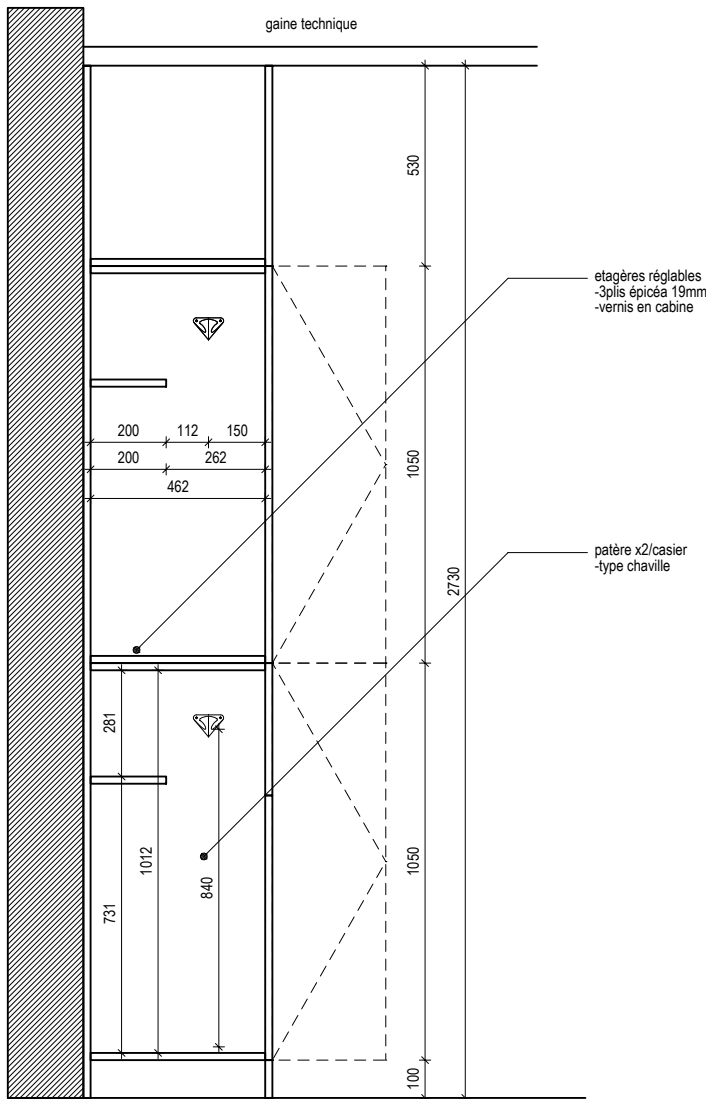 gaine technique
530
etagères réglables
-3plis épicéa 19mm
-vernis en cabine
200 112 150
200 262
462
1050
patère x2/casier
-type chaville
2730
281
1012
840
731
1050
100